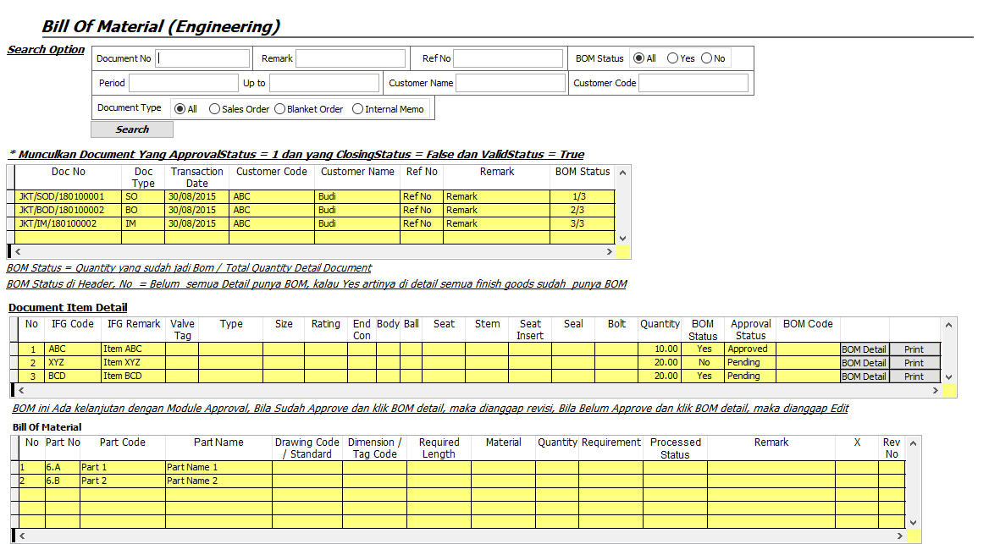 Bill Of Material (Engineering)
Search Option
Document No Remark Ref No BOM Status All Yes No
Period Up to Customer Name Customer Code
Document Type All Sales Order Blanket Order Internal Memo
Search
* Munculkan Document Yang ApprovalStatus = 1 dan yang ClosingStatus = False dan ValidStatus = True
Doc No Doc Type Transaction Date Customer Code Customer Name Ref No Remark BOM Status
JKT/SOD/180100001 SO 30/08/2015 ABC Budi Ref No Remark 1/3
JKT/BOD/180100002 BO 30/08/2015 ABC Budi Ref No Remark 2/3
JKT/IM/180100002 IM 30/08/2015 ABC Budi Ref No Remark 3/3
BOM Status = Quantity yang sudah jadi Bom / Total Quantity Detail Document
BOM Status di Header, No = Belum semua Detail punya BOM, kalau Yes artinya di detail semua finish goods sudah punya BOM
Document Item Detail
No IFG Code IFG Remark Valve Tag Type Size Rating End Con Body Ball Seat Stem Seat Insert Seal Bolt Quantity BOM Status Approval Status BOM Code
1 ABC Item ABC 10.00 Yes Approved BOM Detail Print
2 XYZ Item XYZ 20.00 No Pending BOM Detail Print
3 BCD Item BCD 20.00 Yes Pending BOM Detail Print
BOM ini Ada kelanjutan dengan Module Approval, Bila Sudah Approve dan klik BOM detail, maka dianggap revisi, Bila Belum Approve dan klik BOM detail, maka dianggap Edit
Bill Of Material
No Part No Part Code Part Name Drawing Code / Standard Dimension / Tag Code Required Length Material Quantity Requirement Processed Status Remark X Rev No
1 6.A Part 1 Part Name 1
2 6.B Part 2 Part Name 2